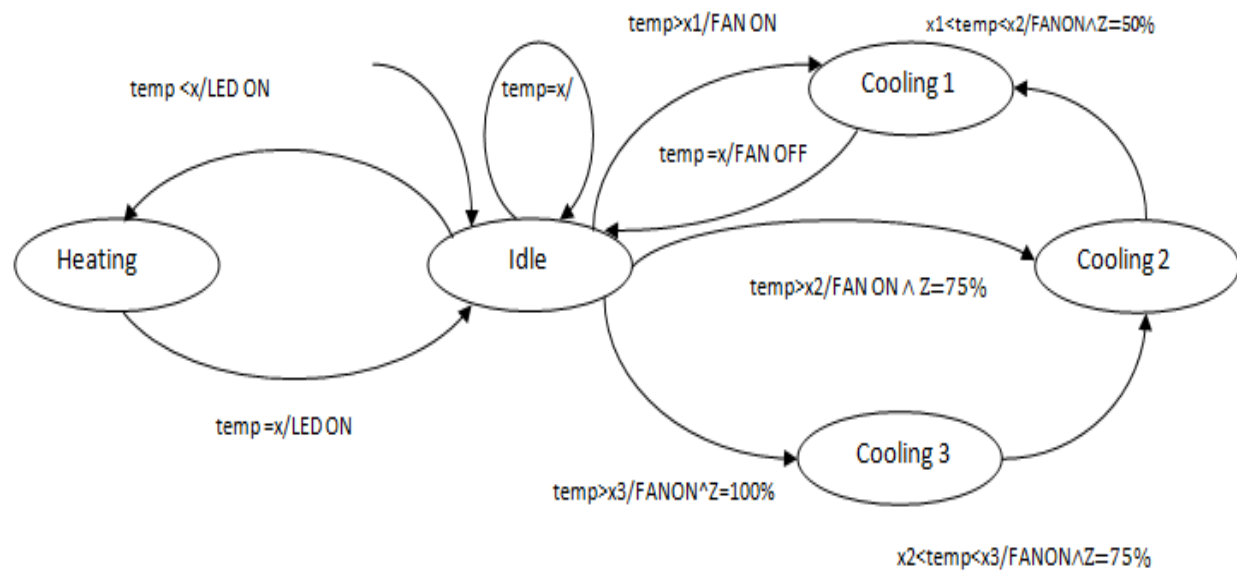 temp>x1/FAN ON
x1<temp<x2/FANON∧Z=50%
temp <x/LED ON
temp=x/
Cooling 1
temp =x/FAN OFF
Heating
Idle
Cooling 2
temp>x2/FAN ON ∧ Z=75%
temp =x/LED ON
Cooling 3
temp>x3/FANON^Z=100%
x2<temp<x3/FANON∧Z=75%